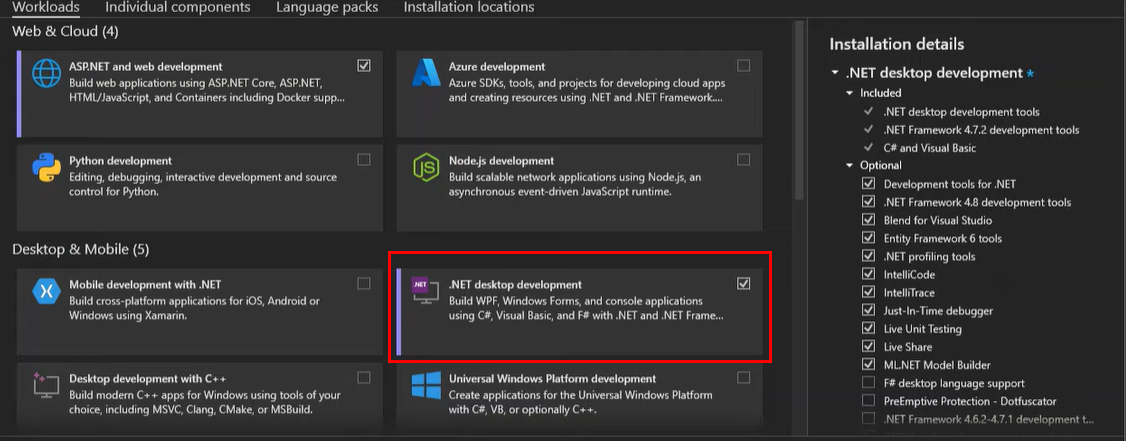 Workloads Individual components Language packs Installation locations
Web & Cloud (4)
ASP.NET and web development
Build web applications using ASP.NET Core, ASP.NET,
HTML/JavaScript, and Containers including Docker supp...
Azure development
Azure SDKs, tools, and projects for developing cloud apps
and creating resources using .NET and .NET Framework....
Python development
Editing, debugging, interactive development and source
control for Python.
JS
Node.js development
Build scalable network applications using Node.js, an
asynchronous event-driven JavaScript runtime.
Desktop & Mobile (5)
Mobile development with .NET
Build cross-platform applications for iOS, Android or
Windows using Xamarin.
.NET
.NET desktop development
Build WPF, Windows Forms, and console applications
using C#, Visual Basic, and F# with .NET and .NET Frame...
Desktop development with C++
Build modern C++ apps for Windows using tools of your
choice, including MSVC, Clang, CMake, or MSBuild.
Universal Windows Platform development
Create applications for the Universal Windows Platform
with C#, VB, or optionally C++.
Installation details
.NET desktop development *
Included
.NET desktop development tools
.NET Framework 4.7.2 development tools
C# and Visual Basic
Optional
Development tools for .NET
.NET Framework 4.8 development tools
Blend for Visual Studio
Entity Framework 6 tools
.NET profiling tools
IntelliCode
IntelliTrace
Just-In-Time debugger
Live Unit Testing
Live Share
ML.NET Model Builder
F# desktop language support
PreEmptive Protection - Dotfuscator
.NET Framework 4.6.2-4.7.1 development t...